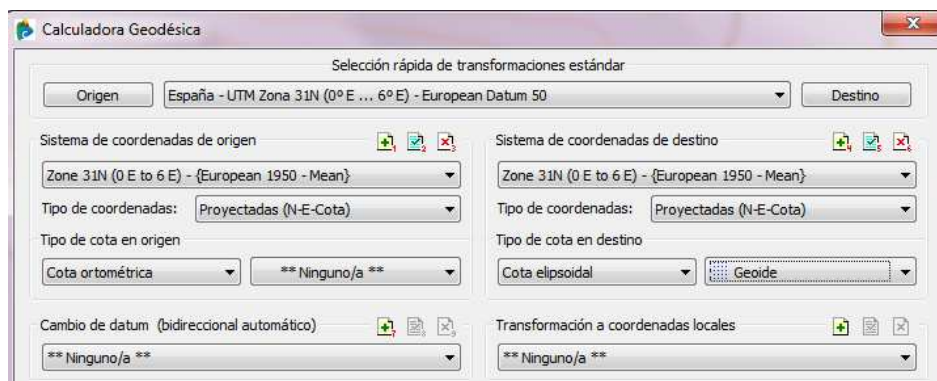 Calculadora Geodésica
Selección rápida de transformaciones estándar
Origen
España - UTM Zona 31N (0º E ... 6º E) - European Datum 50
Destino
Sistema de coordenadas de origen
Zone 31N (0 E to 6 E) - {European 1950 - Mean}
Tipo de coordenadas: Proyectadas (N-E-Cota)
Tipo de cota en origen
Cota ortométrica
** Ninguno/a **
Sistema de coordenadas de destino
Zone 31N (0 E to 6 E) - {European 1950 - Mean}
Tipo de coordenadas: Proyectadas (N-E-Cota)
Tipo de cota en destino
Cota elipsoidal
Geoide
Cambio de datum (bidireccional automático)
** Ninguno/a **
Transformación a coordenadas locales
** Ninguno/a **